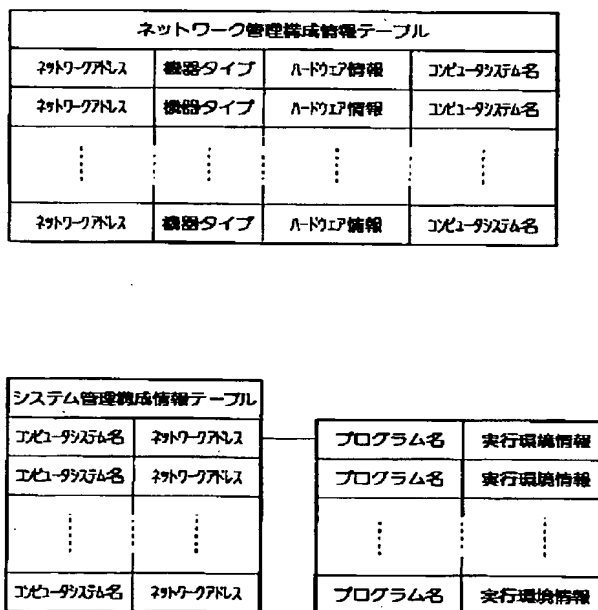 ネットワーク管理構成情報テーブル
ネットワークアドレス 機器タイプ ハードウェア情報 コンピュータシステム名
ネットワークアドレス 機器タイプ ハードウェア情報 コンピュータシステム名
ネットワークアドレス 機器タイプ ハードウェア情報 コンピュータシステム名
システム管理構成情報テーブル
コンピュータシステム名 ネットワークアドレス プログラム名 実行環境情報
コンピュータシステム名 ネットワークアドレス プログラム名 実行環境情報
コンピュータシステム名 ネットワークアドレス プログラム名 実行環境情報